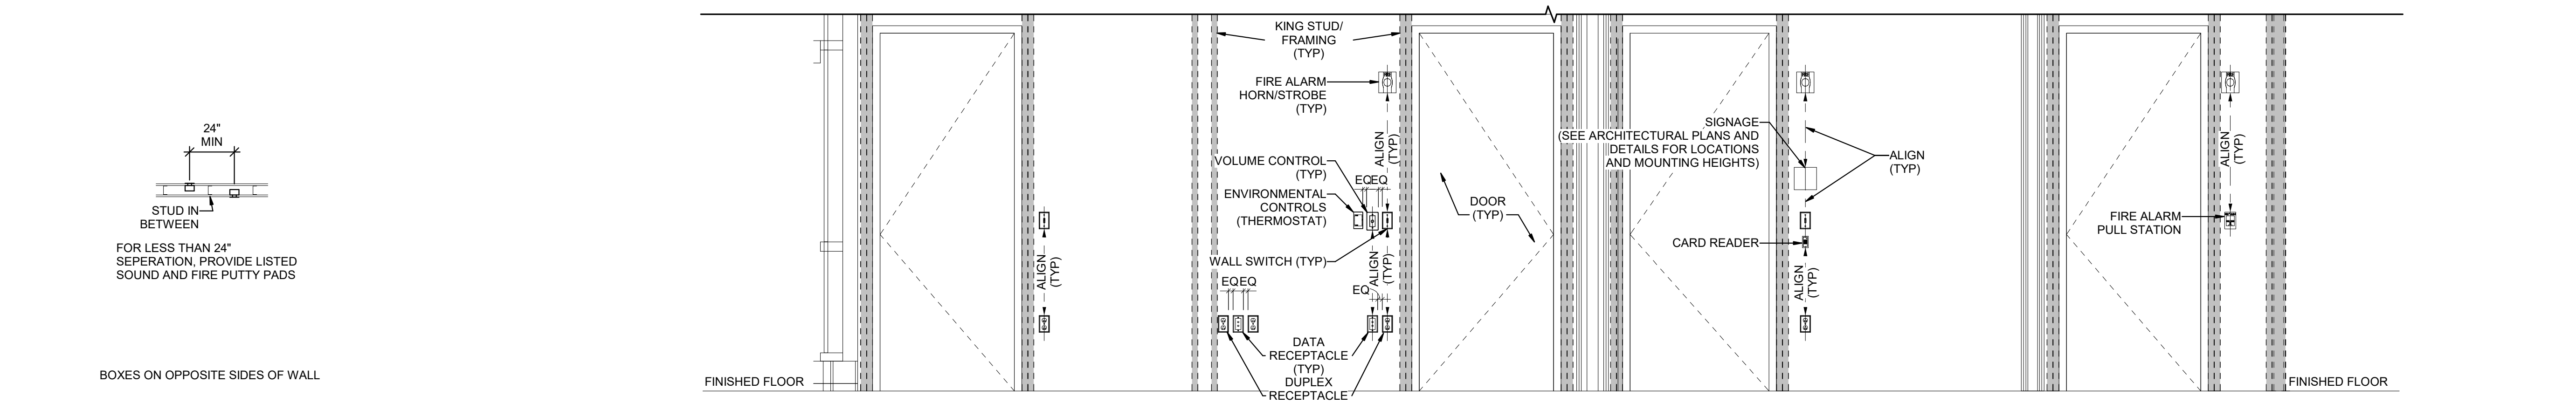 24"
MIN
STUD IN
BETWEEN
FOR LESS THAN 24"
SEPERATION, PROVIDE LISTED
SOUND AND FIRE PUTTY PADS
BOXES ON OPPOSITE SIDES OF WALL
FINISHED FLOOR
ALIGN
(TYP)
KING STUD/
FRAMING
(TYP)
FIRE ALARM
HORN/STROBE
(TYP)
ALIGN
(TYP)
VOLUME CONTROL
(TYP)
EQ
EQ
ENVIRONMENTAL
CONTROLS
(THERMOSTAT)
WALL SWITCH (TYP)
ALIGN
(TYP)
EQ
EQ
EQ
DATA
RECEPTACLE
(TYP)
DUPLEX
RECEPTACLE
DOOR
(TYP)
SIGNAGE
(SEE ARCHITECTURAL PLANS AND
DETAILS FOR LOCATIONS
AND MOUNTING HEIGHTS)
ALIGN
(TYP)
CARD READER
ALIGN
(TYP)
ALIGN
(TYP)
FIRE ALARM
PULL STATION
FINISHED FLOOR